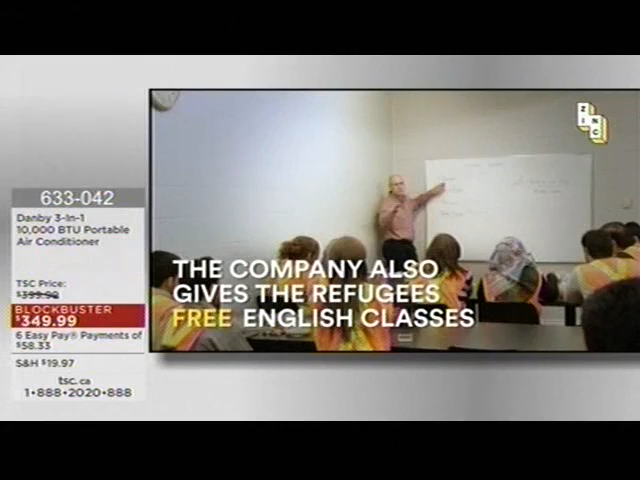 633-042
Danby 3-In-1
10,000 BTU Portable
Air Conditioner
TSC Price:
$399.90
BLOCKBUSTER
$349.99
6 Easy Pay® Payments of
$58.33
S&H $19.97
tsc.ca
1•888•2020•888
ZINC
THE COMPANY ALSO
GIVES THE REFUGEES
FREE ENGLISH CLASSES